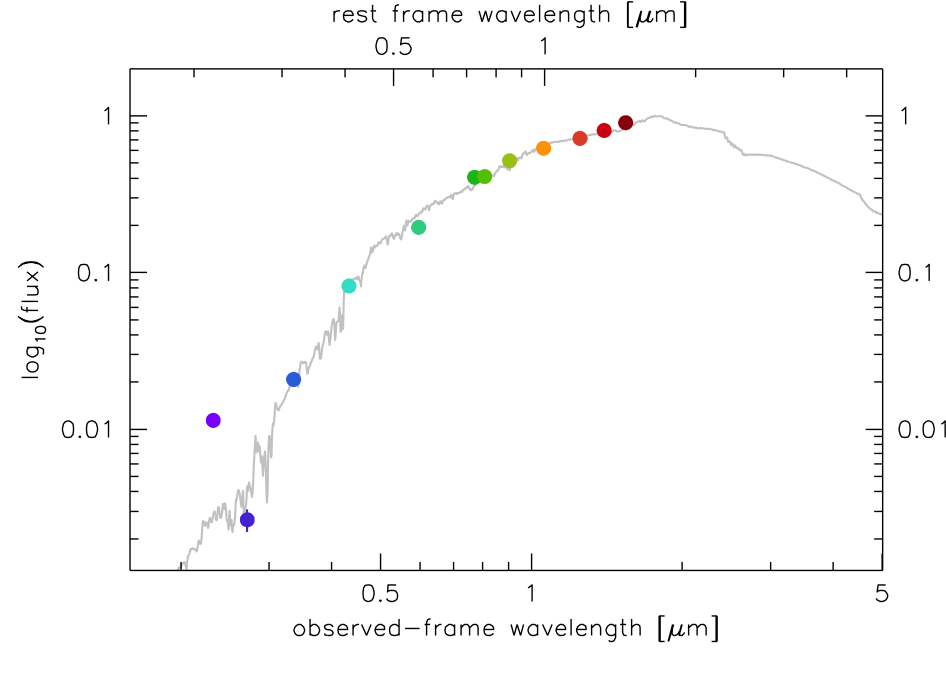 rest frame wavelength [μm]
0.5 1
1 1
0.1 0.1
0.01 0.01
log10(flux)
0.5 1 5
observed-frame wavelength [μm]